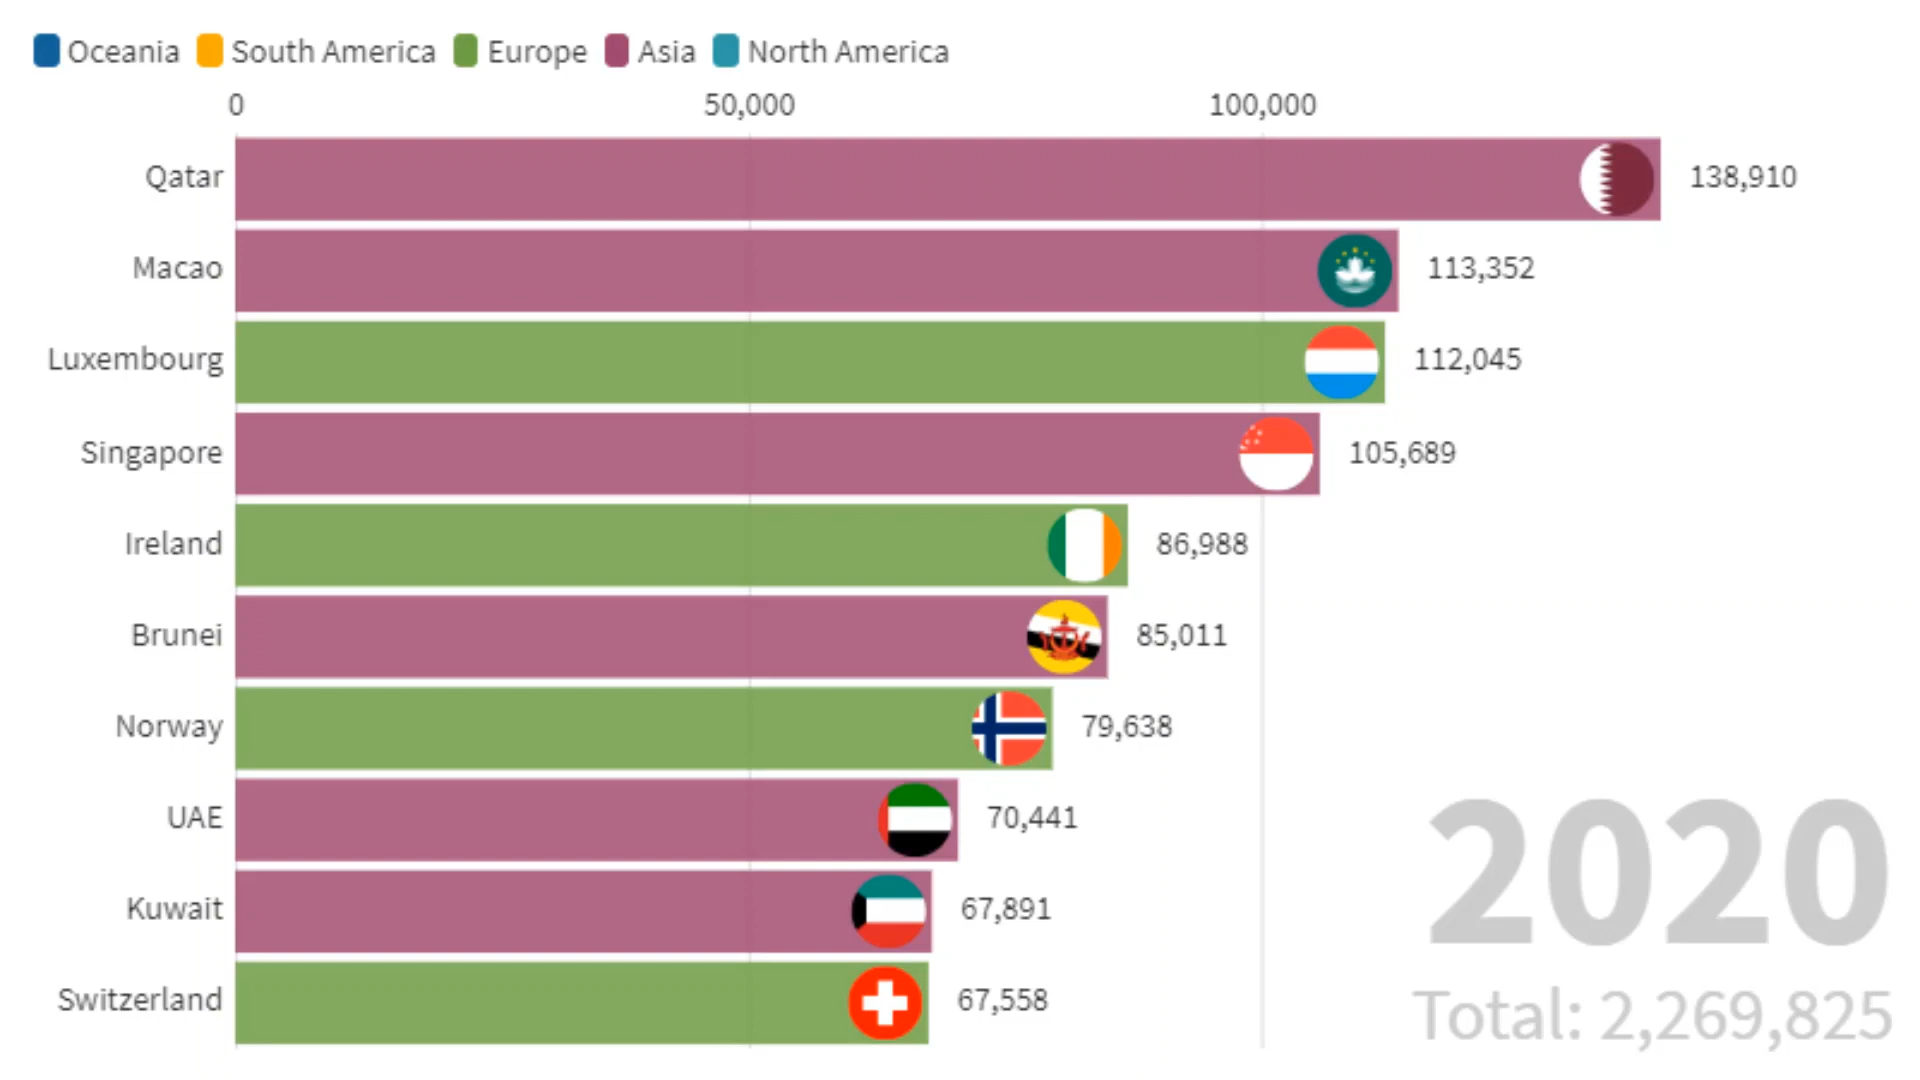 Oceania South America Europe Asia North America
0 50,000 100,000
Qatar 138,910
Macao 113,352
Luxembourg 112,045
Singapore 105,689
Ireland 86,988
Brunei 85,011
Norway 79,638
UAE 70,441
Kuwait 67,891
Switzerland 67,558
2020
Total: 2,269,825